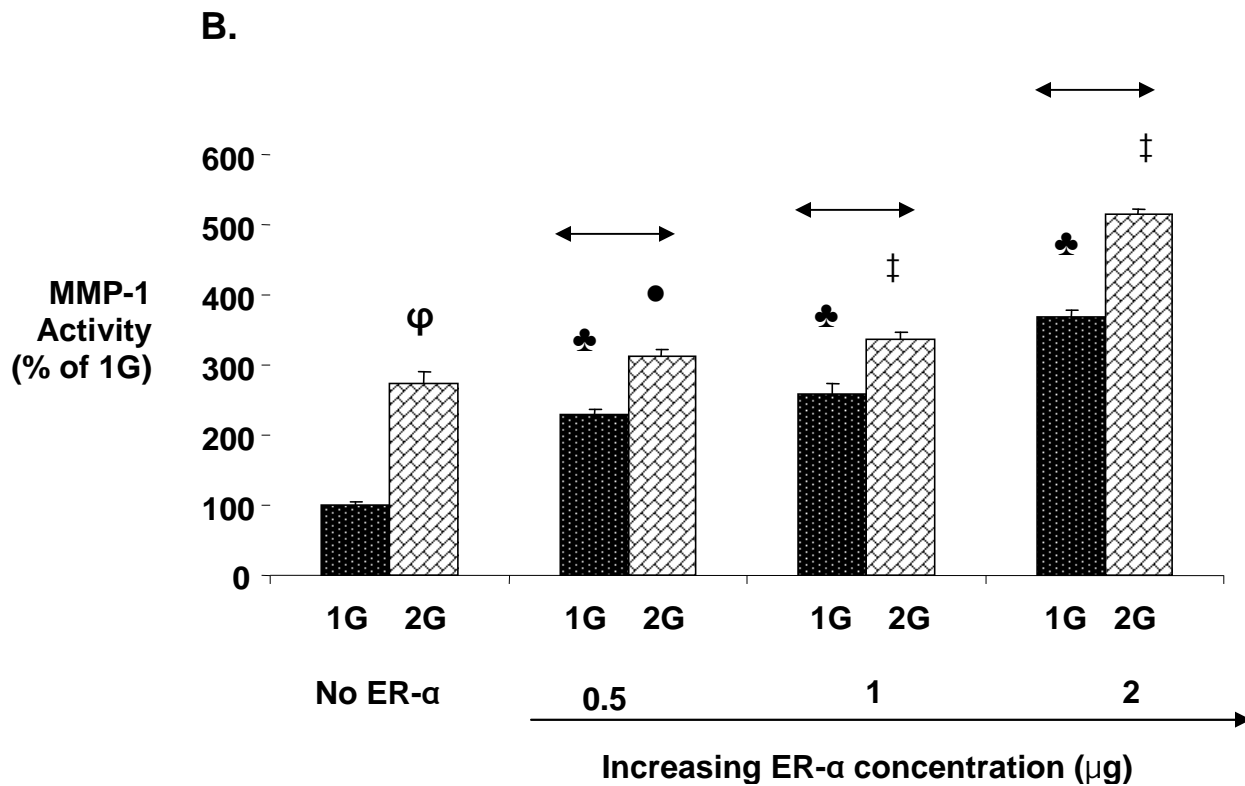 B.
600
500
400
300
200
100
0
MMP-1
Activity
(% of 1G)
φ
♣
●
♣
‡
♣
‡
1G 2G 1G 2G 1G 2G 1G 2G
No ER-α 0.5 1 2
Increasing ER-α concentration (μg)